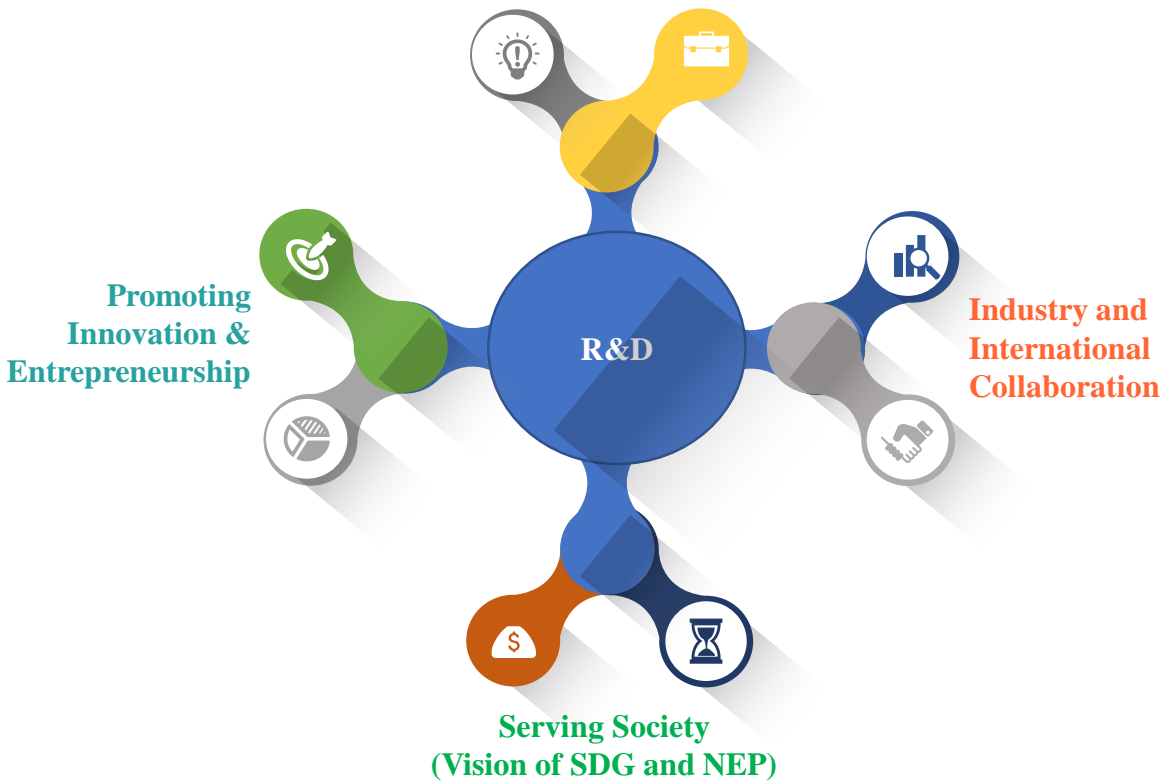 R&D
Promoting
Innovation &
Entrepreneurship
Industry and
International
Collaboration
$
Serving Society
(Vision of SDG and NEP)